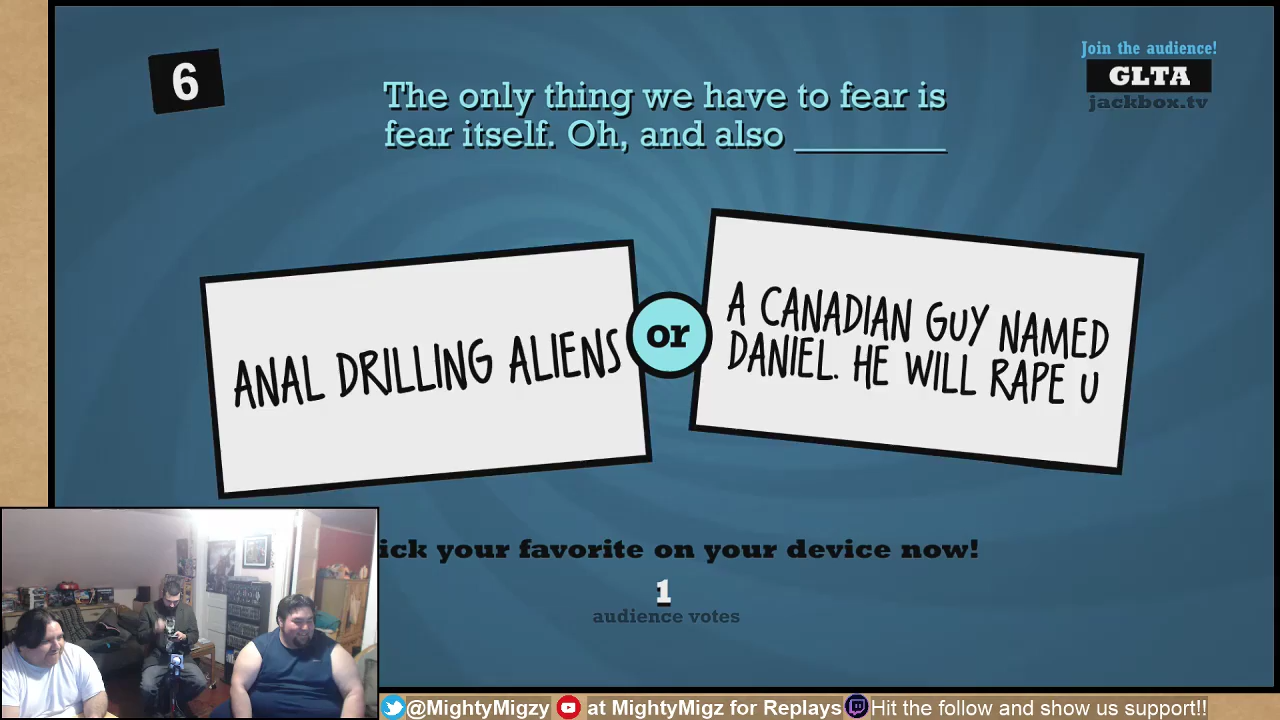 6
The only thing we have to fear is
fear itself. Oh, and also _________
Join the audience!
GLTA
jackbox.tv
ANAL DRILLING ALIENS
or
A CANADIAN GUY NAMED
DANIEL. HE WILL RAPE U
ick your favorite on your device now!
1
audience votes
@MightyMigzy at MightyMigz for Replays Hit the follow and show us support!!